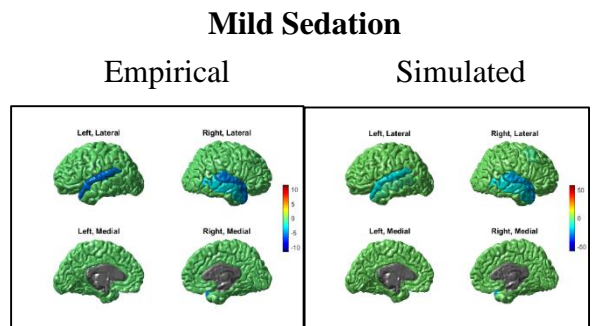 Mild Sedation
Empirical Simulated
Left, Lateral Right, Lateral Left, Lateral Right, Lateral
10
5
0
-5
-10
50
0
-50
Left, Medial Right, Medial Left, Medial Right, Medial